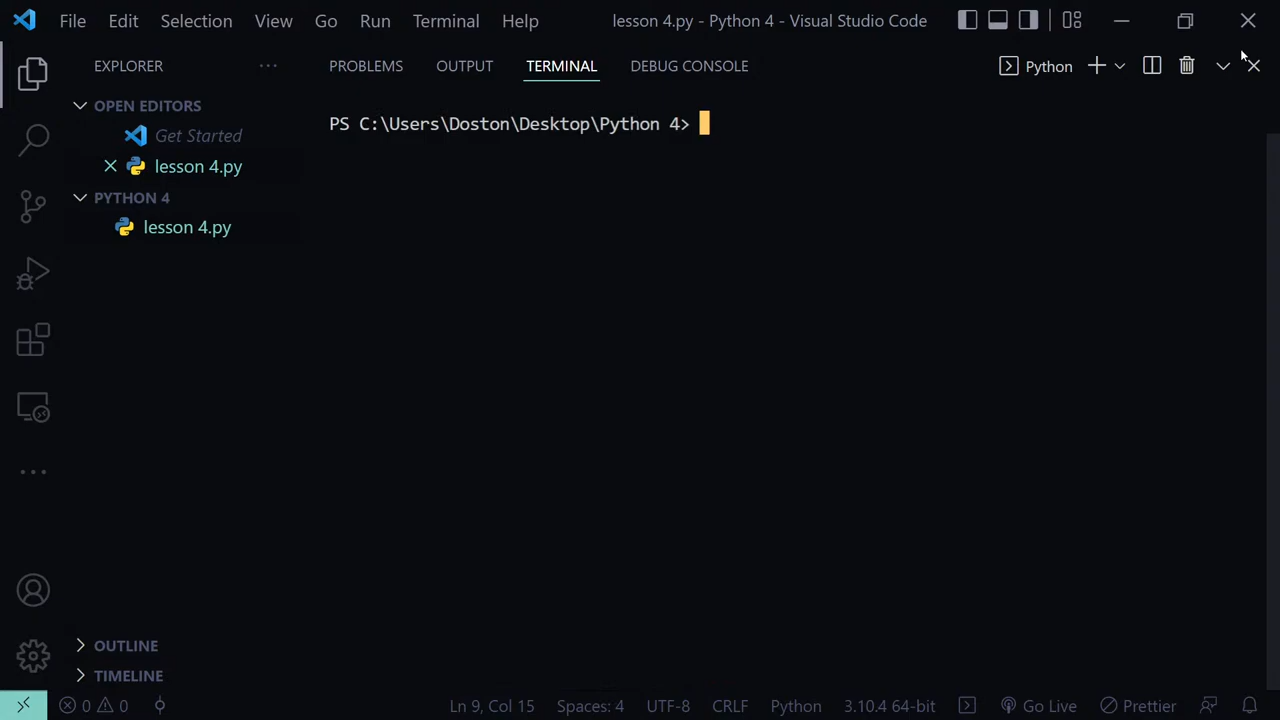 File Edit Selection View Go Run Terminal Help lesson 4.py - Python 4 - Visual Studio Code
EXPLORER
PROBLEMS OUTPUT TERMINAL DEBUG CONSOLE Python
OPEN EDITORS
Get Started
lesson 4.py
PYTHON 4
lesson 4.py
PS C:\Users\Doston\Desktop\Python 4>
OUTLINE
TIMELINE
0 0 Ln 9, Col 15 Spaces: 4 UTF-8 CRLF Python 3.10.4 64-bit Go Live Prettier